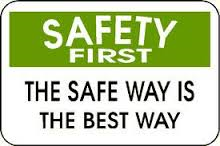 SAFETY
FIRST
THE SAFE WAY IS
THE BEST WAY